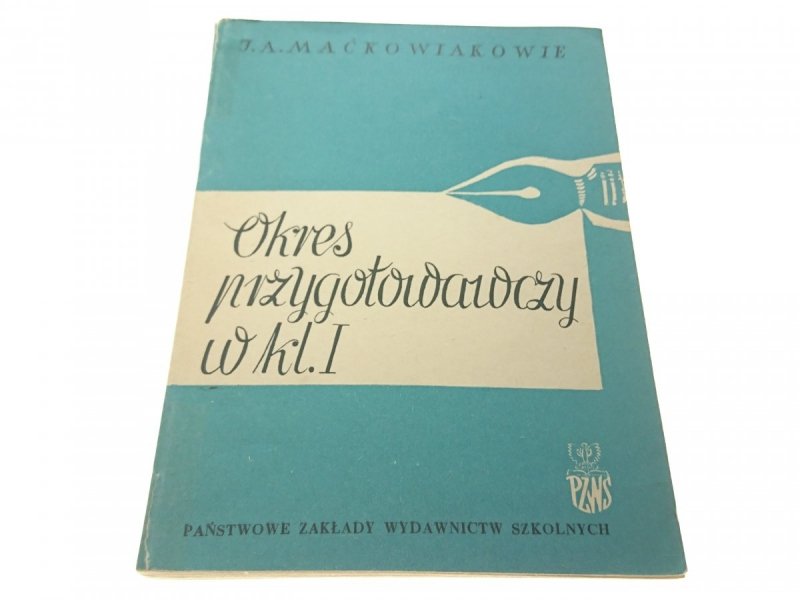 J. A. MAĆKOWIAKOWIE
Okres
przygotowawczy
w kl. I
PZWS
PAŃSTWOWE ZAKŁADY WYDAWNICTW SZKOLNYCH